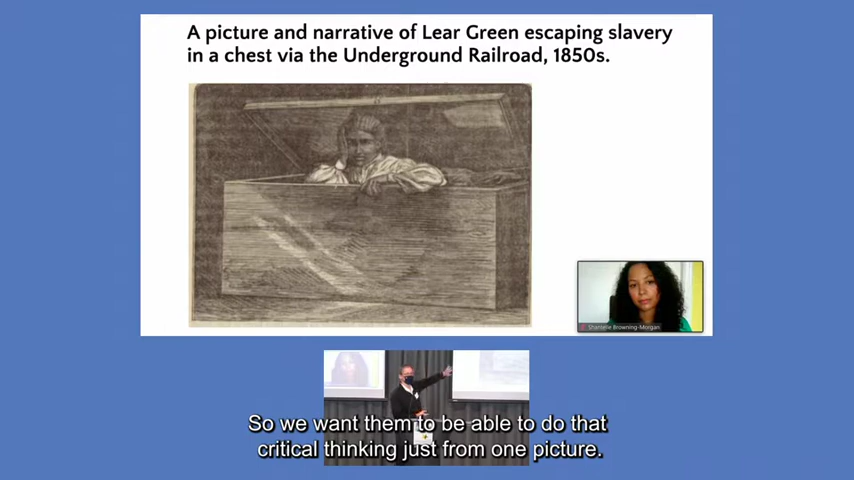 A picture and narrative of Lear Green escaping slavery
in a chest via the Underground Railroad, 1850s.
Shanielle Browning-Morgan
So we want them to be able to do that
critical thinking just from one picture.